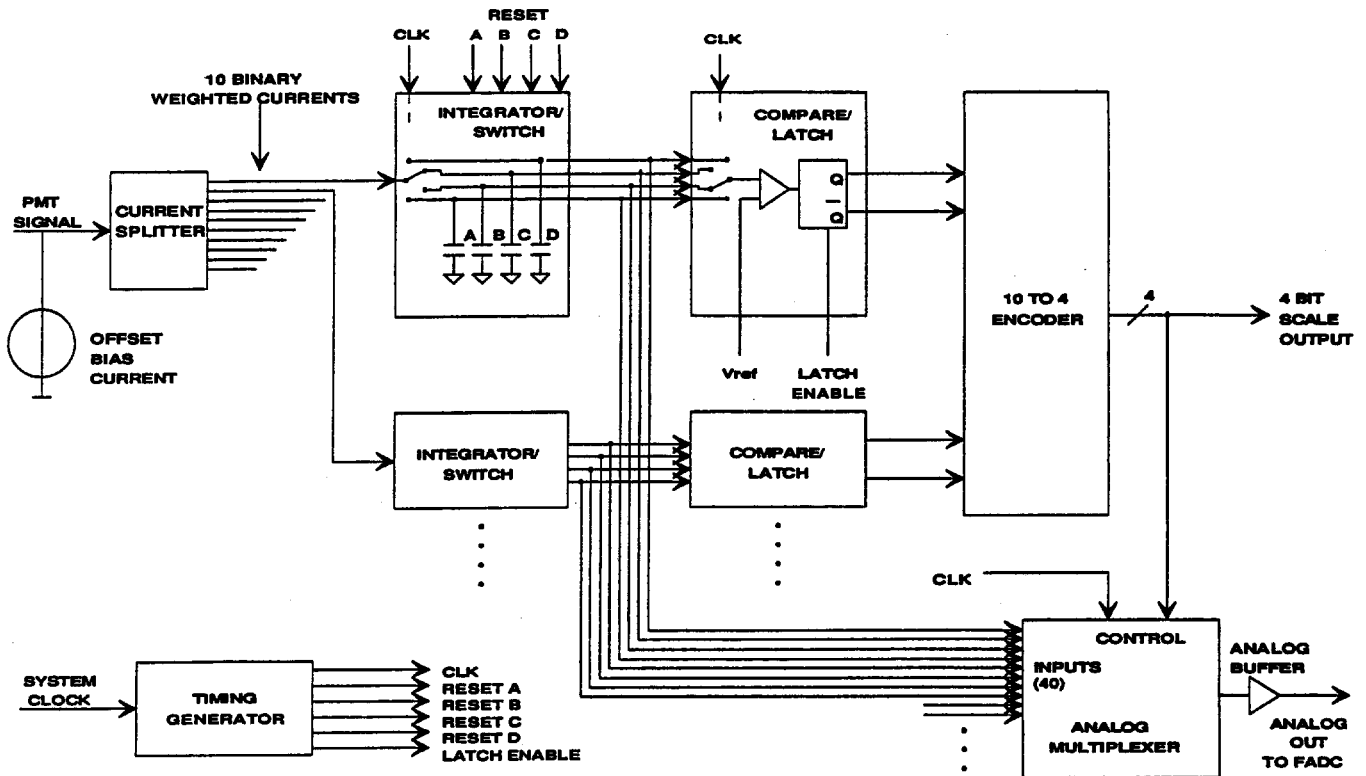 RESET
CLK A B C D
CLK
10 BINARY
WEIGHTED CURRENTS
INTEGRATOR/
SWITCH
COMPARE/
LATCH
PMT
SIGNAL
CURRENT
SPLITTER
Q
Q
A B C D
10 TO 4
ENCODER
4
4 BIT
SCALE
OUTPUT
OFFSET
BIAS
CURRENT
Vref
LATCH
ENABLE
INTEGRATOR/
SWITCH
COMPARE/
LATCH
CLK
CONTROL
INPUTS
(40)
ANALOG
MULTIPLEXER
ANALOG
BUFFER
ANALOG
OUT
TO FADC
SYSTEM
CLOCK
TIMING
GENERATOR
CLK
RESET A
RESET B
RESET C
RESET D
LATCH ENABLE